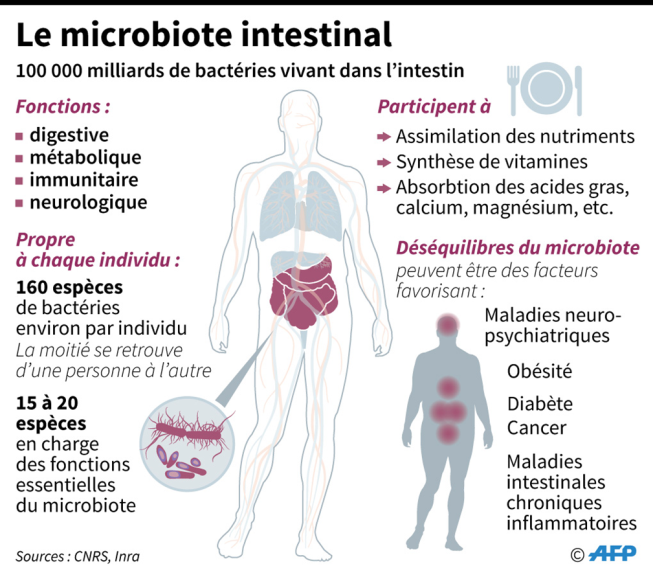 Le microbiote intestinal
100 000 milliards de bactéries vivant dans l'intestin
Fonctions :
digestive
métabolique
immunitaire
neurologique
Propre
à chaque individu :
160 espèces
de bactéries
environ par individu
La moitié se retrouve
d'une personne à l'autre
15 à 20
espèces
en charge
des fonctions
essentielles
du microbiote
Participent à
Assimilation des nutriments
Synthèse de vitamines
Absorbtion des acides gras,
calcium, magnésium, etc.
Déséquilibres du microbiote
peuvent être des facteurs
favorisant :
Maladies neuro-
psychiatriques
Obésité
Diabète
Cancer
Maladies
intestinales
chroniques
inflammatoires
Sources : CNRS, Inra
© AFP